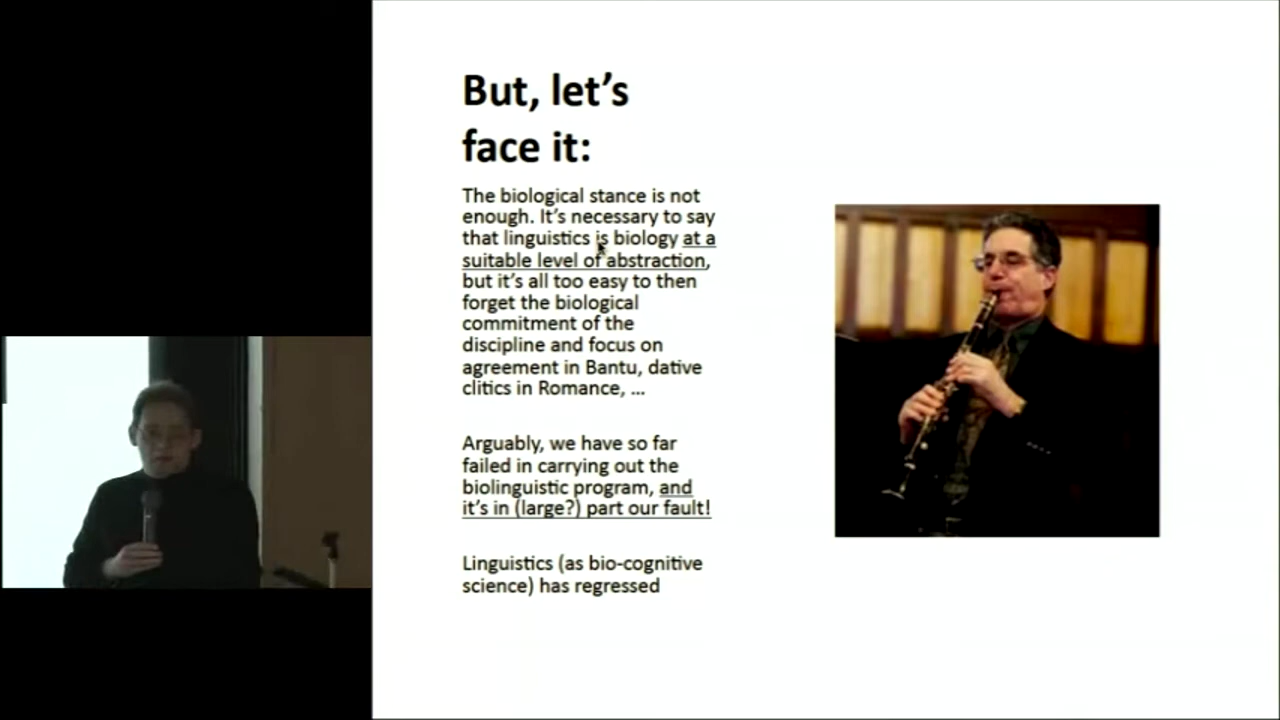 But, let's
face it:
The biological stance is not
enough. It's necessary to say
that linguistics is biology at a
suitable level of abstraction,
but it's all too easy to then
forget the biological
commitment of the
discipline and focus on
agreement in Bantu, dative
clitics in Romance, ...
Arguably, we have so far
failed in carrying out the
biolinguistic program, and
it's in (large?) part our fault!
Linguistics (as bio-cognitive
science) has regressed